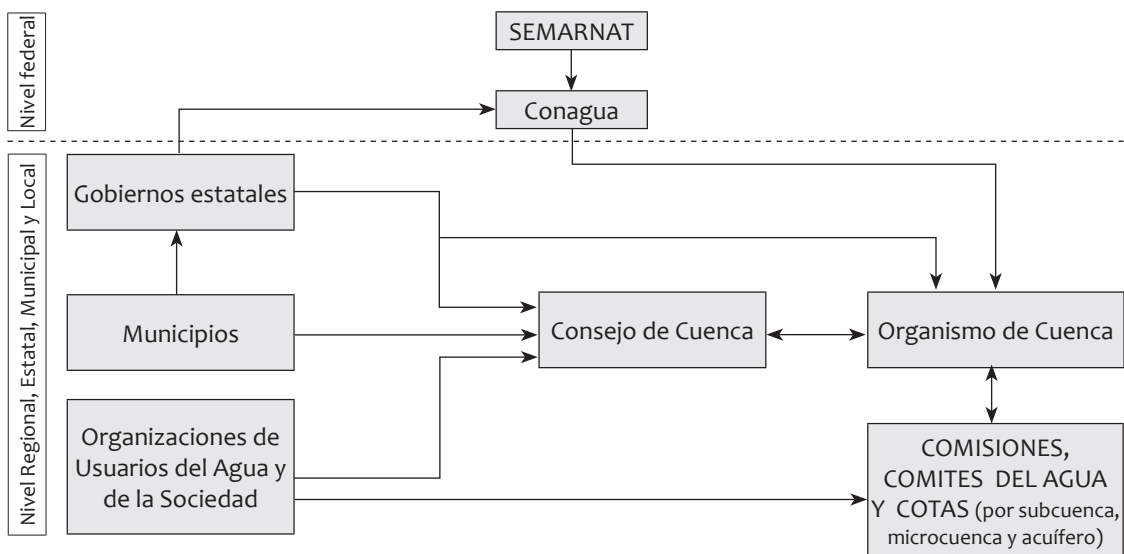 Nivel federal
SEMARNAT
Conagua
Nivel Regional, Estatal, Municipal y Local
Gobiernos estatales
Municipios
Consejo de Cuenca
Organismo de Cuenca
Organizaciones de
Usuarios del Agua y
de la Sociedad
COMISIONES,
COMITES DEL AGUA
Y COTAS (por subcuenca,
microcuenca y acuífero)